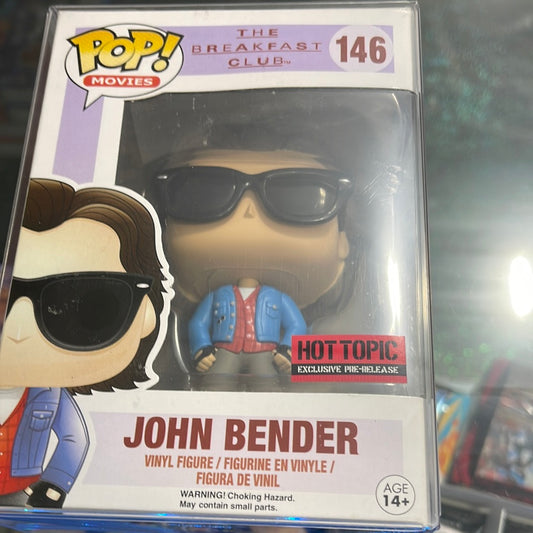 POP!
MOVIES
THE
BREAKFAST
CLUB™
146
HOT TOPIC
EXCLUSIVE PRE-RELEASE
JOHN BENDER
VINYL FIGURE / FIGURINE EN VINYLE /
FIGURA DE VINIL
WARNING! Choking Hazard.
May contain small parts.
AGE
14+